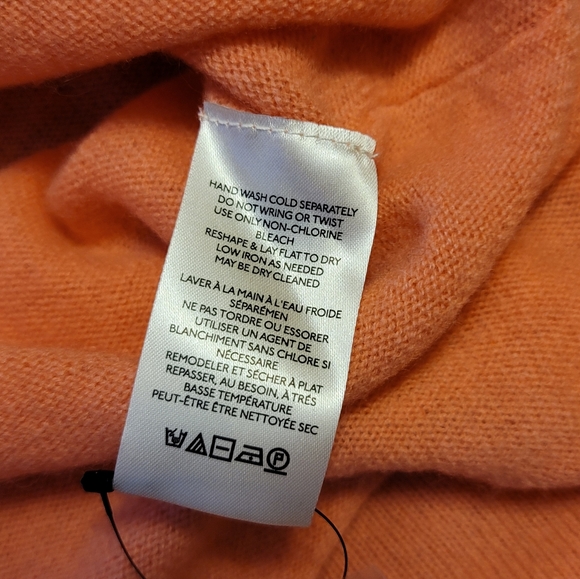 HAND WASH COLD SEPARATELY
DO NOT WRING OR TWIST
USE ONLY NON-CHLORINE
BLEACH
RESHAPE & LAY FLAT TO DRY
LOW IRON AS NEEDED
MAY BE DRY CLEANED
LAVER À LA MAIN À L'EAU FROIDE
SÉPARÉMEN
NE PAS TORDRE OU ESSORER
UTILISER UN AGENT DE
BLANCHIMENT SANS CHLORE SI
NÉCESSAIRE
REMODELER ET SÉCHER À PLAT
REPASSER, AU BESOIN, À TRÉS
BASSE TEMPÉRATURE
PEUT-ÊTRE ÊTRE NETTOYÉE SEC
P